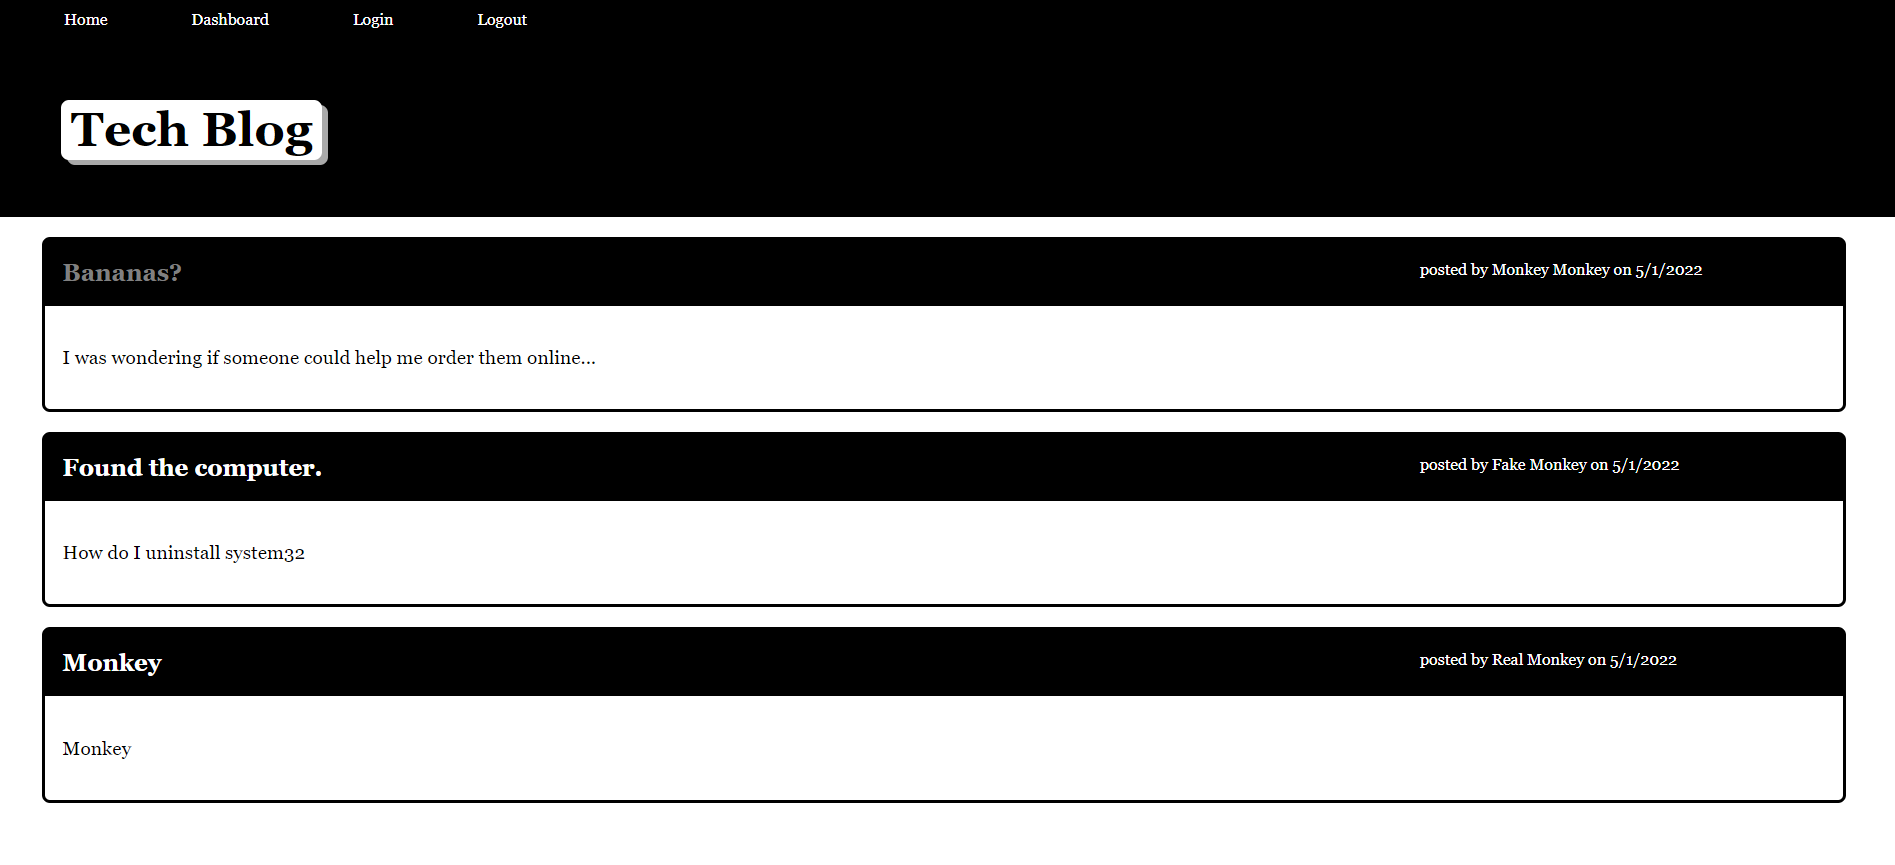 Home Dashboard Login Logout
Tech Blog
Bananas? posted by Monkey Monkey on 5/1/2022
I was wondering if someone could help me order them online...
Found the computer. posted by Fake Monkey on 5/1/2022
How do I uninstall system32
Monkey posted by Real Monkey on 5/1/2022
Monkey